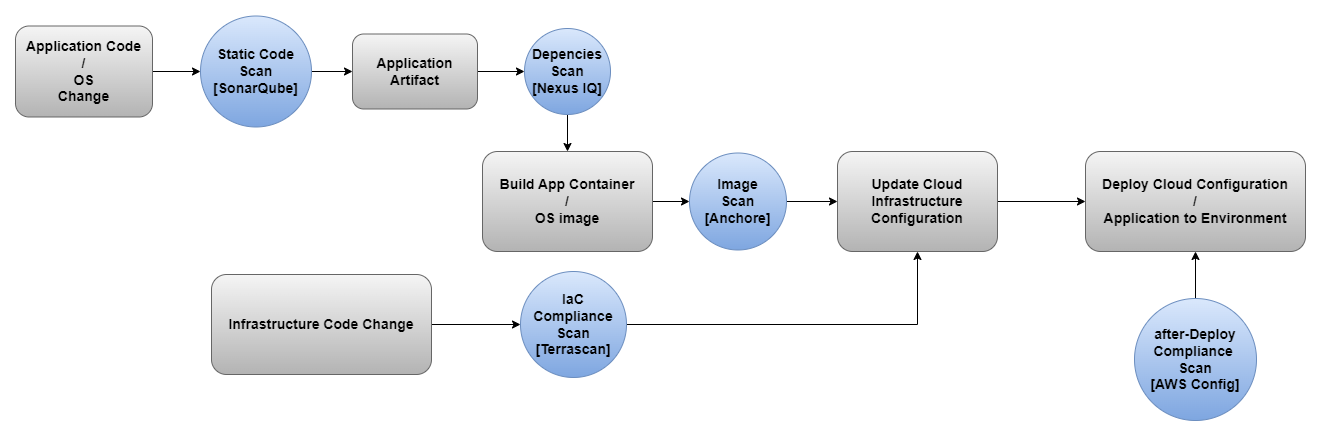 Application Code
/
OS
Change
Static Code
Scan
[SonarQube]
Application
Artifact
Depencies
Scan
[Nexus IQ]
Build App Container
/
OS image
Image
Scan
[Anchore]
Update Cloud
Infrastructure
Configuration
Deploy Cloud Configuration
/
Application to Environment
Infrastructure Code Change
IaC
Compliance
Scan
[Terrascan]
after-Deploy
Compliance
Scan
[AWS Config]